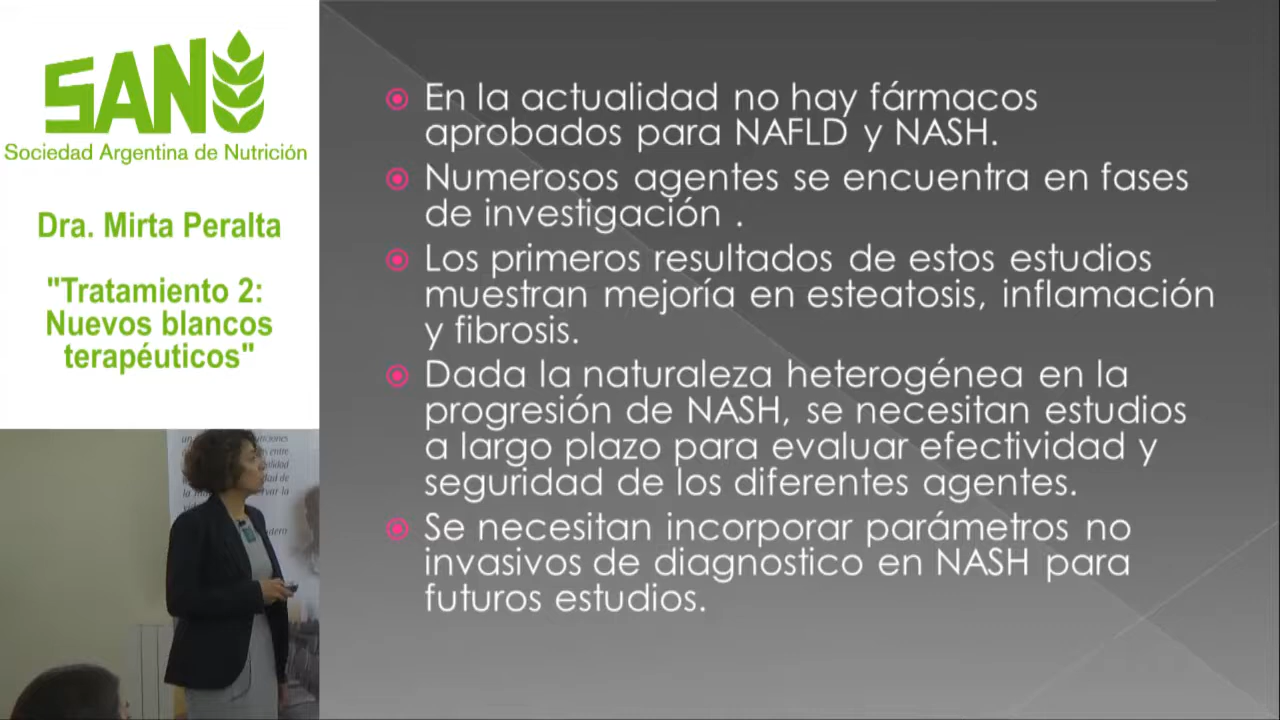 SANU
Sociedad Argentina de Nutrición
Dra. Mirta Peralta
"Tratamiento 2:
Nuevos blancos
terapéuticos"
En la actualidad no hay fármacos
aprobados para NAFLD y NASH.
Numerosos agentes se encuentra en fases
de investigación .
Los primeros resultados de estos estudios
muestran mejoría en esteatosis, inflamación
y fibrosis.
Dada la naturaleza heterogénea en la
progresión de NASH, se necesitan estudios
a largo plazo para evaluar efectividad y
seguridad de los diferentes agentes.
Se necesitan incorporar parámetros no
invasivos de diagnostico en NASH para
futuros estudios.